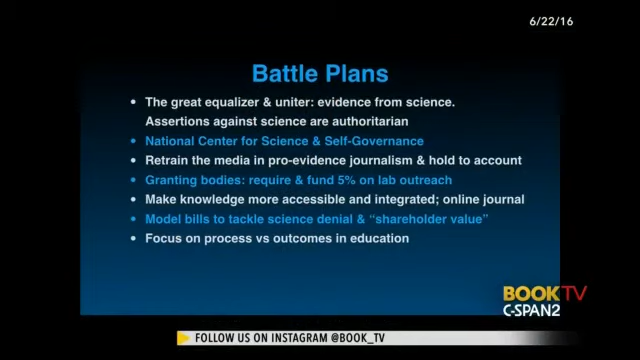 6/22/16
Battle Plans
• The great equalizer & uniter: evidence from science.
Assertions against science are authoritarian
• National Center for Science & Self-Governance
• Retrain the media in pro-evidence journalism & hold to account
• Granting bodies: require & fund 5% on lab outreach
• Make knowledge more accessible and integrated; online journal
• Model bills to tackle science denial & “shareholder value”
• Focus on process vs outcomes in education
BOOKTV
C-SPAN2
FOLLOW US ON INSTAGRAM @BOOK_TV